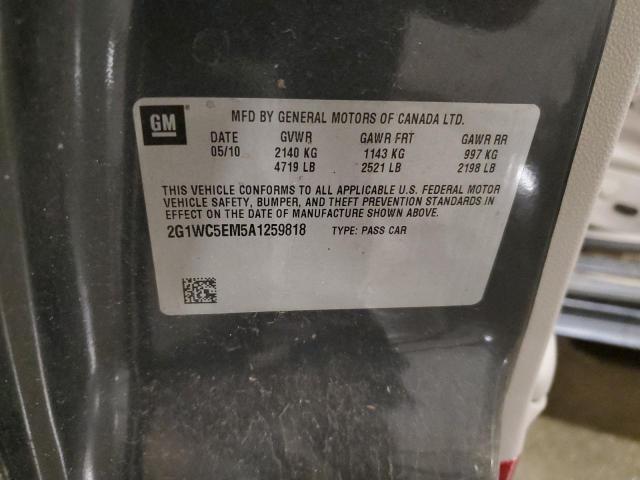 GM
MFD BY GENERAL MOTORS OF CANADA LTD.
DATE GVWR GAWR FRT GAWR RR
05/10 2140 KG 1143 KG 997 KG
4719 LB 2521 LB 2198 LB
THIS VEHICLE CONFORMS TO ALL APPLICABLE U.S. FEDERAL MOTOR
VEHICLE SAFETY, BUMPER, AND THEFT PREVENTION STANDARDS IN
EFFECT ON THE DATE OF MANUFACTURE SHOWN ABOVE.
2G1WC5EM5A1259818 TYPE: PASS CAR